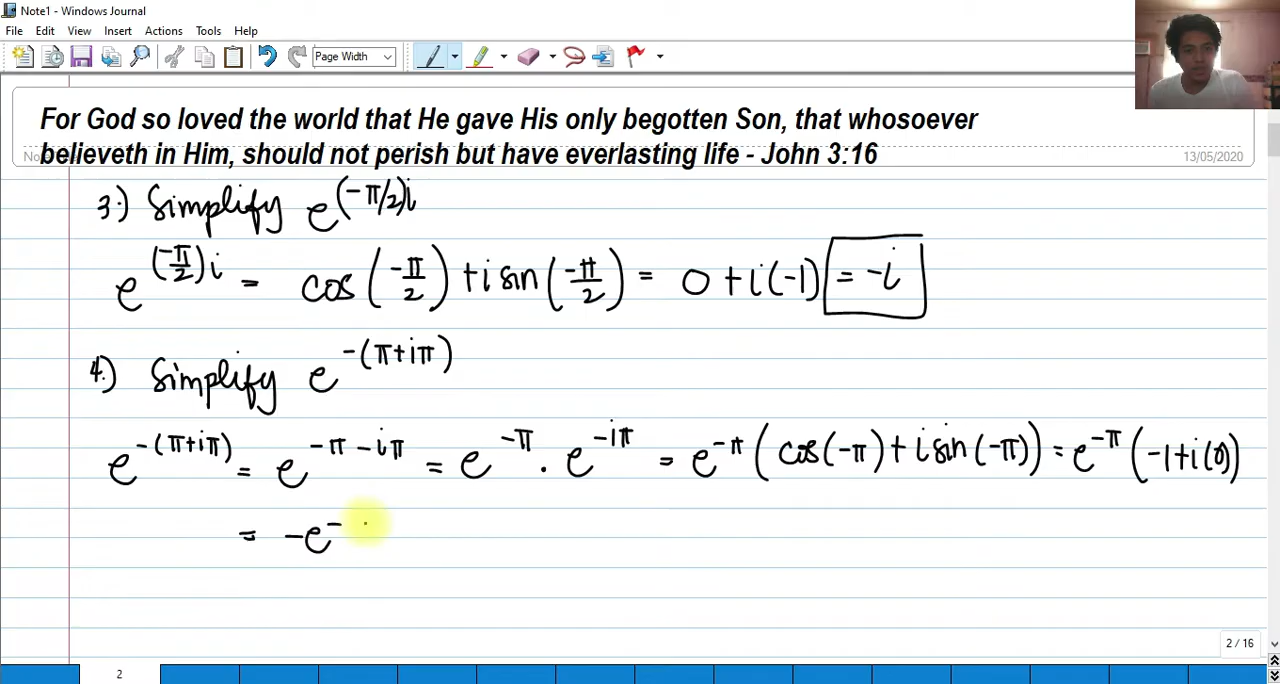 Note1 - Windows Journal
File Edit View Insert Actions Tools Help
Page Width
For God so loved the world that He gave His only begotten Son, that whosoever
believeth in Him, should not perish but have everlasting life - John 3:16
13/05/2020
3.) Simplify e^(-π/2)i
e^(-π/2)i = cos(-π/2) + i sin(-π/2) = 0 + i(-1) = -i
4.) Simplify e^-(π+iπ)
e^-(π+iπ) = e^-π-iπ = e^-π · e^-iπ = e^-π (cos(-π) + i sin(-π)) = e^-π (-1+i(0))
= -e^-
2 / 16
2